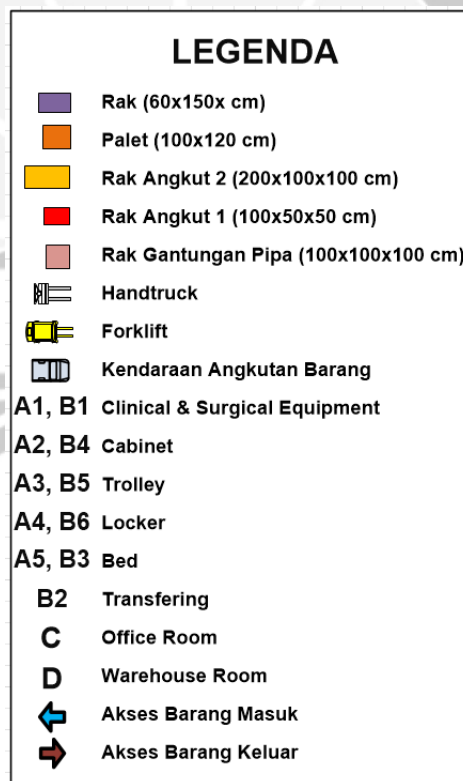 LEGENDA
Rak (60x150x cm)
Palet (100x120 cm)
Rak Angkut 2 (200x100x100 cm)
Rak Angkut 1 (100x50x50 cm)
Rak Gantungan Pipa (100x100x100 cm)
Handtruck
Forklift
Kendaraan Angkutan Barang
A1, B1 Clinical & Surgical Equipment
A2, B4 Cabinet
A3, B5 Trolley
A4, B6 Locker
A5, B3 Bed
B2 Transfering
C Office Room
D Warehouse Room
Akses Barang Masuk
Akses Barang Keluar